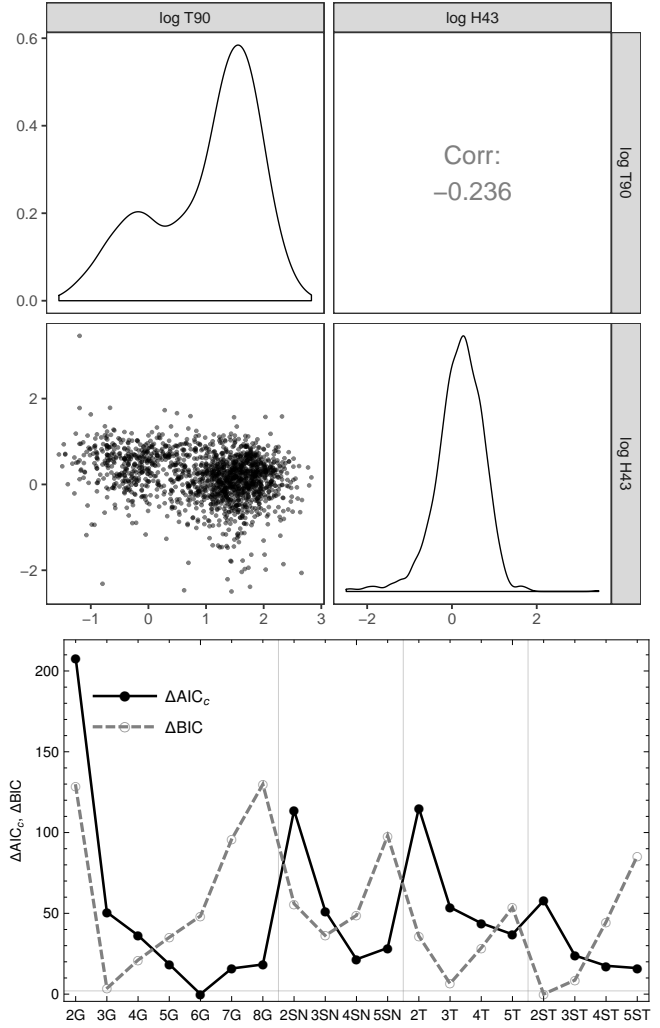 log T90
log H43
0.6
0.4
0.2
0.0
Corr:
−0.236
log T90
2
0
−2
−1
0
1
2
3
−2
0
2
log H43
200
150
100
50
0
ΔAICc, ΔBIC
ΔAICc
ΔBIC
2G 3G 4G 5G 6G 7G 8G 2SN 3SN 4SN 5SN 2T 3T 4T 5T 2ST 3ST 4ST 5ST